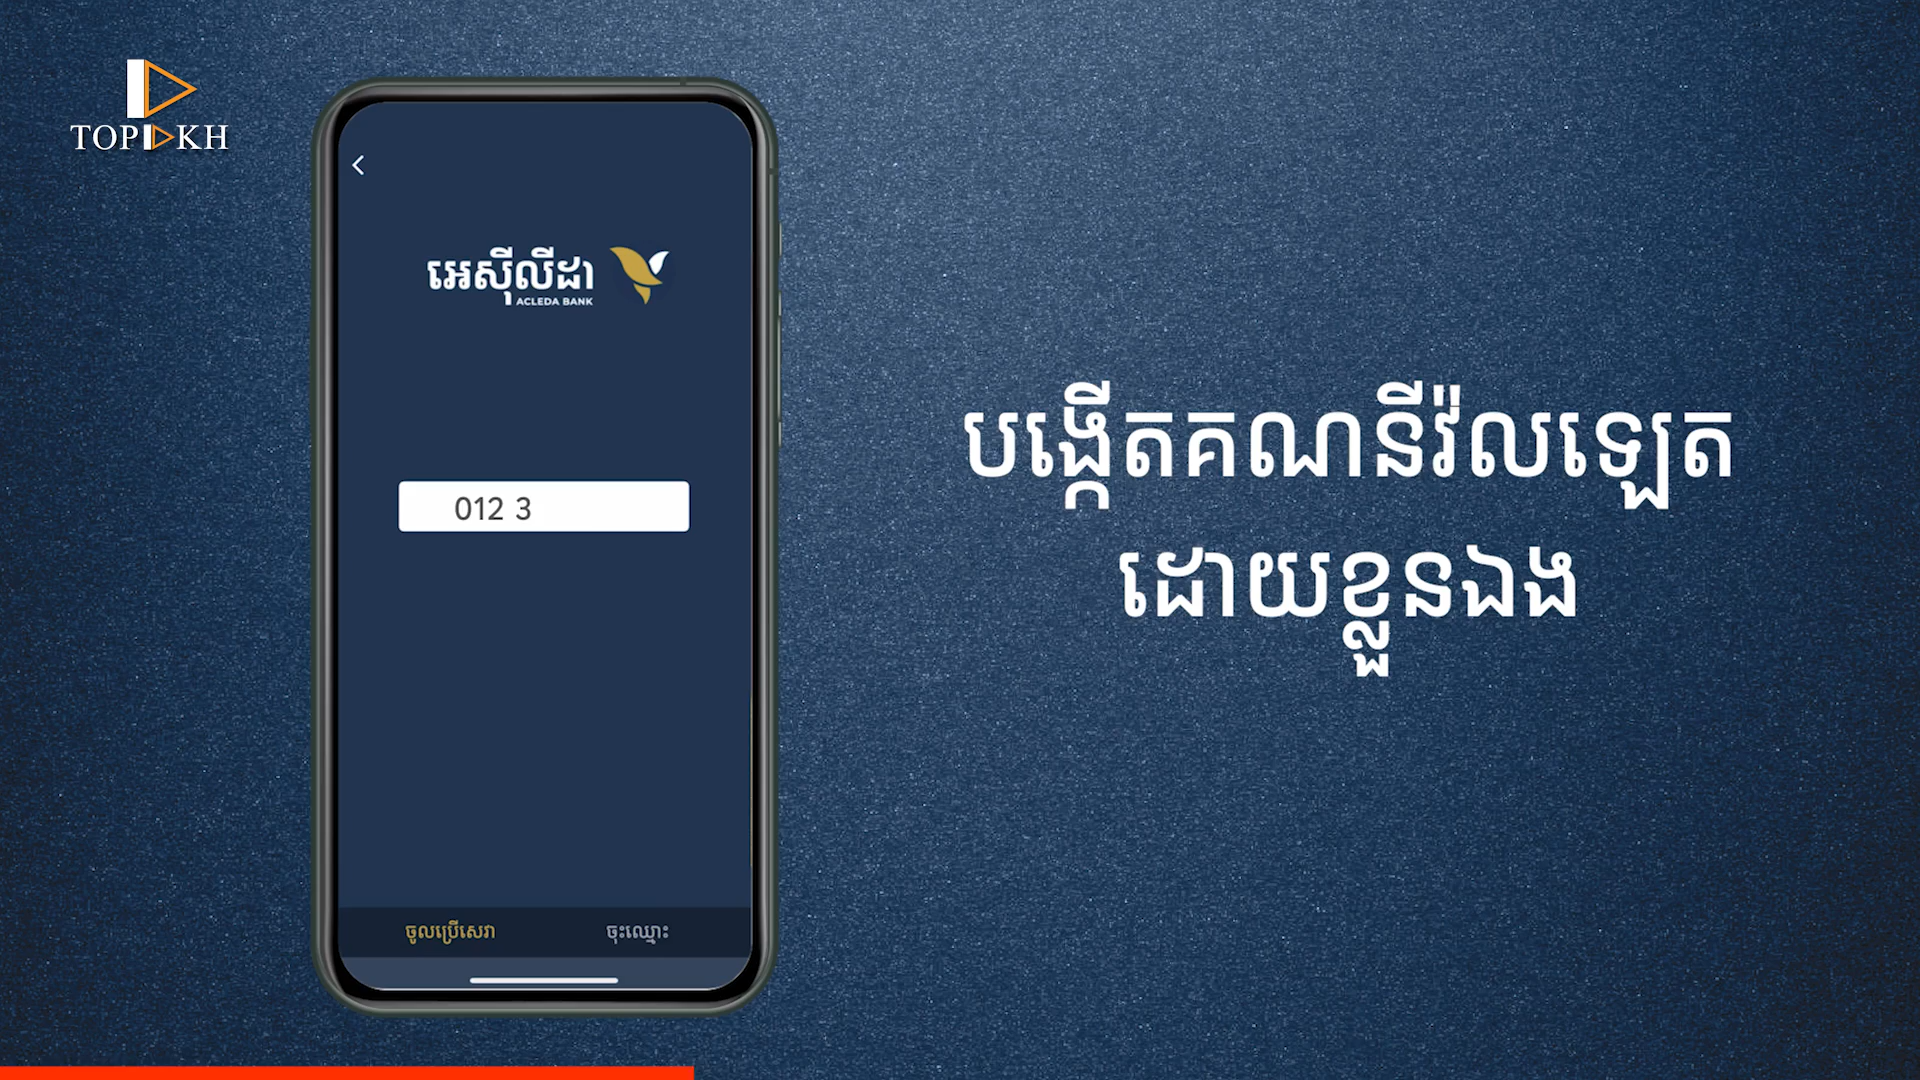 TOP KH
អេស៊ីលីដា
ACLEDA BANK
012 3
បង្កើតគណនីវ៉លឡេត
ដោយខ្លួនឯង
ចូលប្រើសេវា
ចុះឈ្មោះ